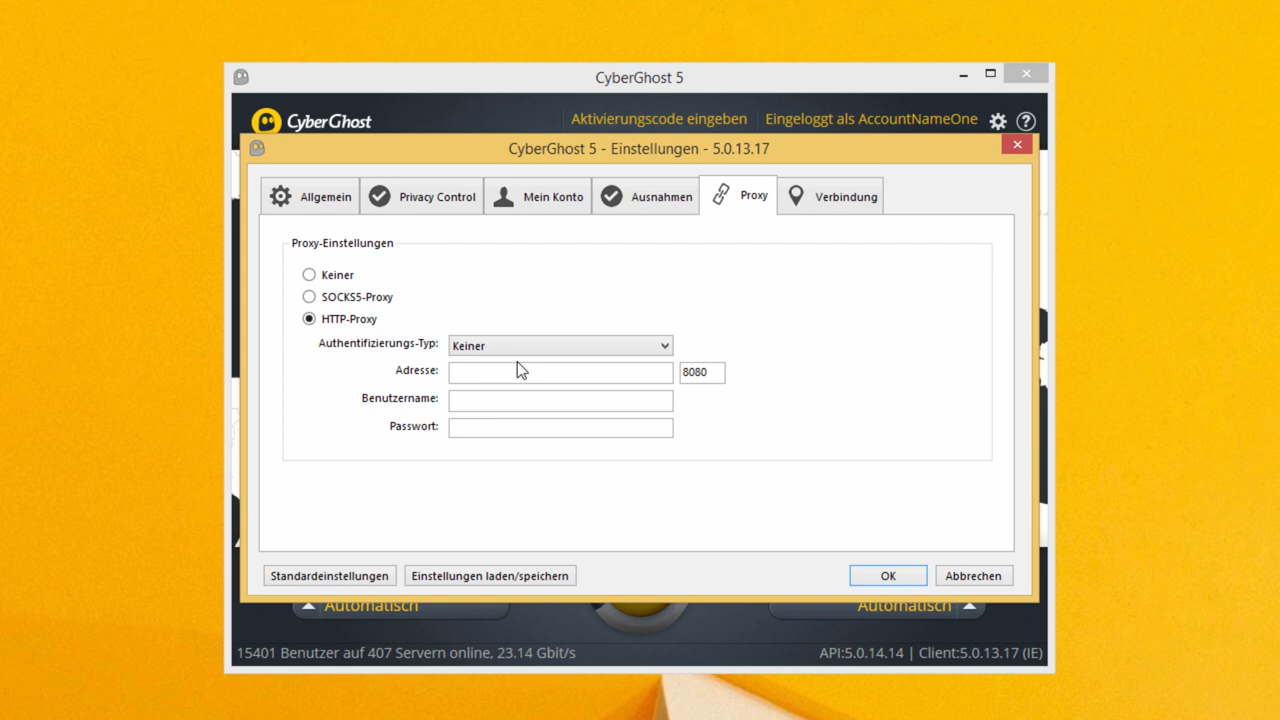 CyberGhost 5
CyberGhost
Aktivierungscode eingeben
Eingeloggt als AccountNameOne
CyberGhost 5 - Einstellungen - 5.0.13.17
Allgemein
Privacy Control
Mein Konto
Ausnahmen
Proxy
Verbindung
Proxy-Einstellungen
Keiner
SOCKS5-Proxy
HTTP-Proxy
Authentifizierungs-Typ: Keiner
Adresse: 8080
Benutzername:
Passwort:
Standardeinstellungen
Einstellungen laden/speichern
OK
Abbrechen
Automatisch
Automatisch
15401 Benutzer auf 407 Servern online, 23.14 Gbit/s
API:5.0.14.14 | Client:5.0.13.17 (IE)